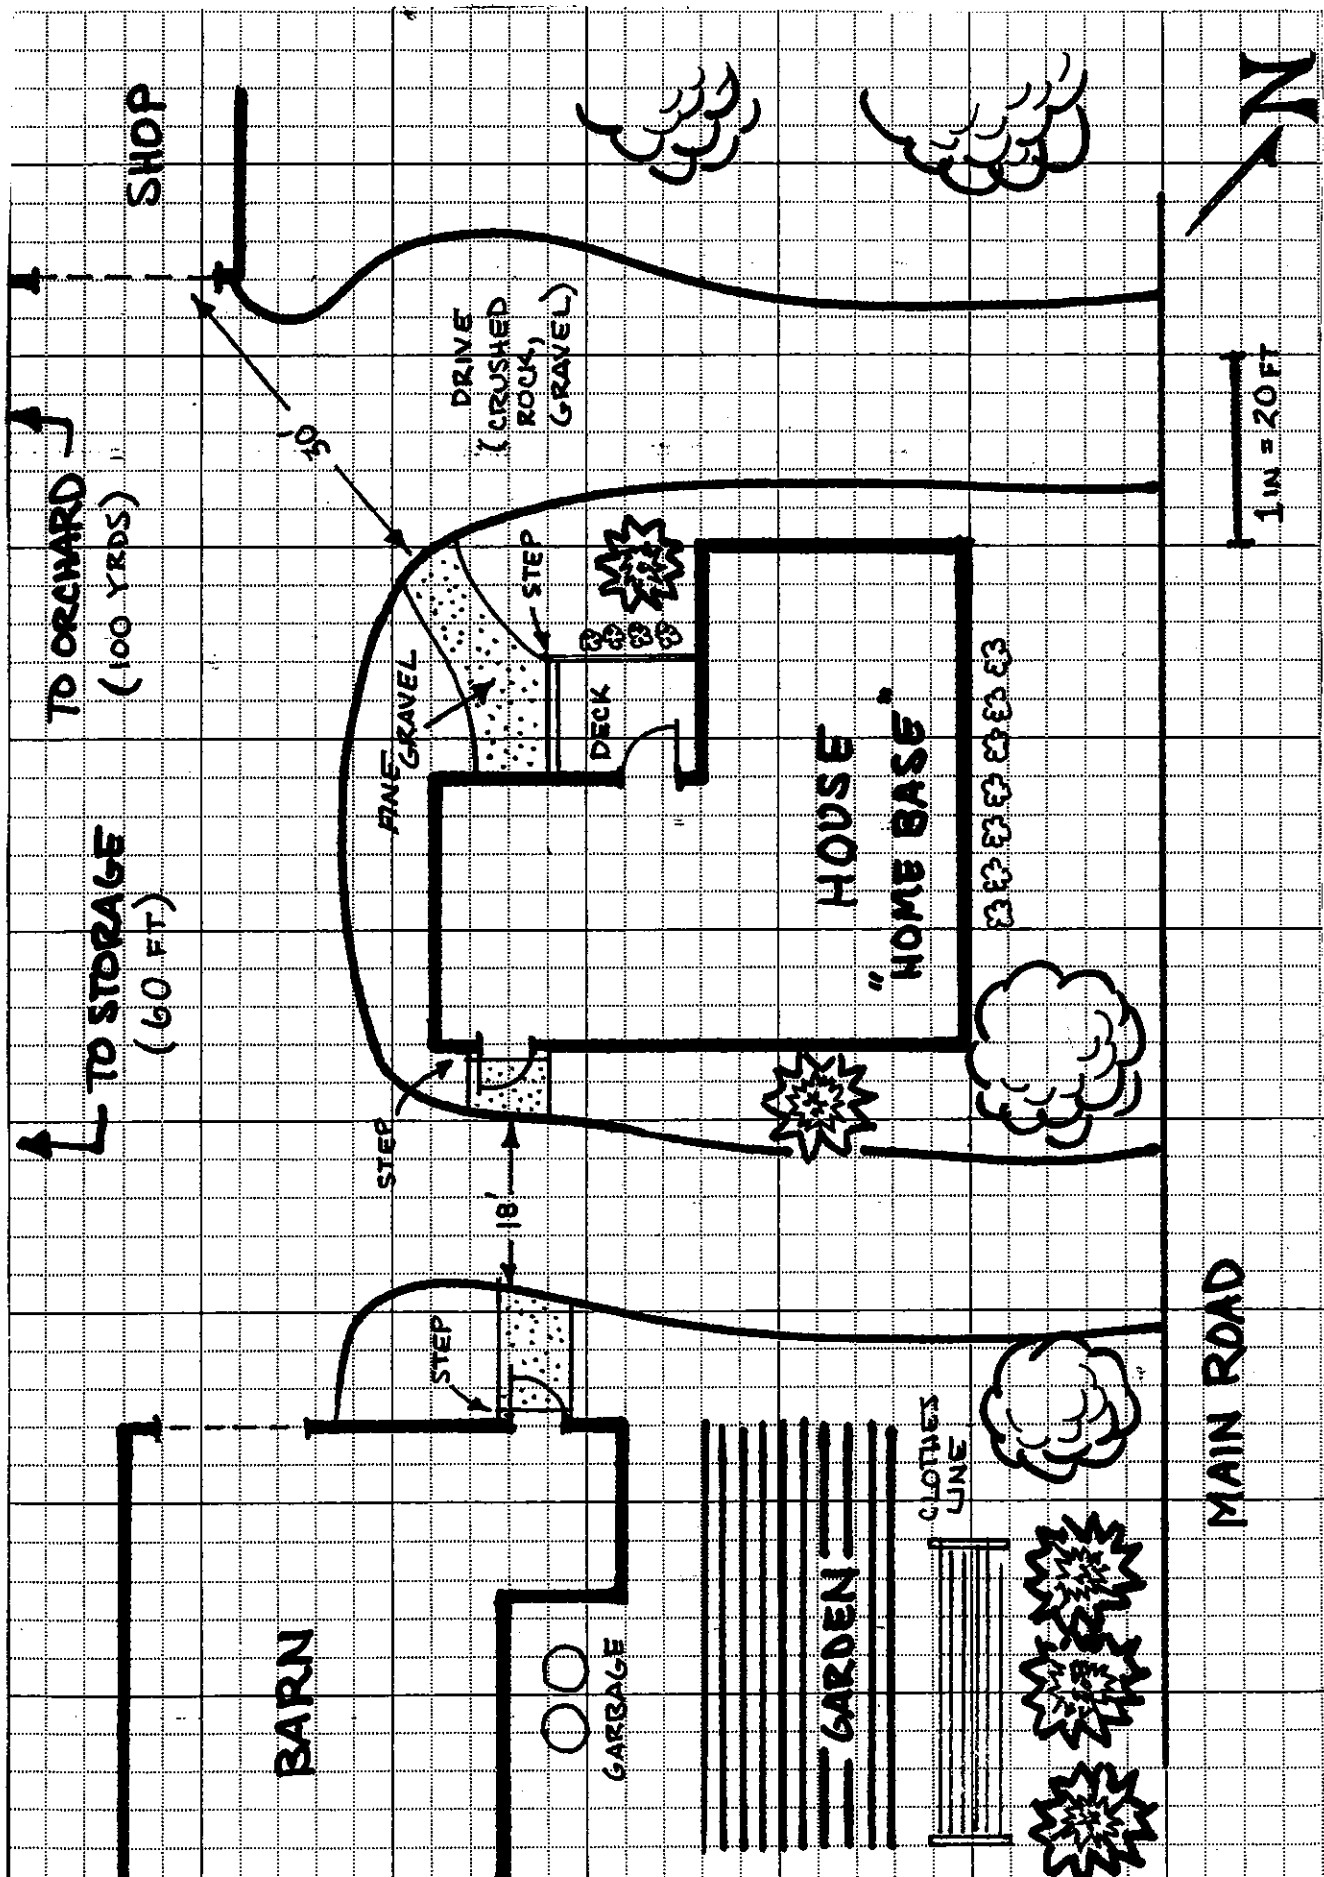 SHOP
N
DRIVE
(CRUSHED
ROCK,
GRAVEL)
30'
1 IN = 20 FT
TO ORCHARD
(100 YRDS)
STEP
FINE
GRAVEL
DECK
HOUSE
"HOME BASE"
TO STORAGE
(60 FT)
STEP
18'
STEP
MAIN ROAD
CLOTHES
LINE
BARN
GARBAGE
GARDEN